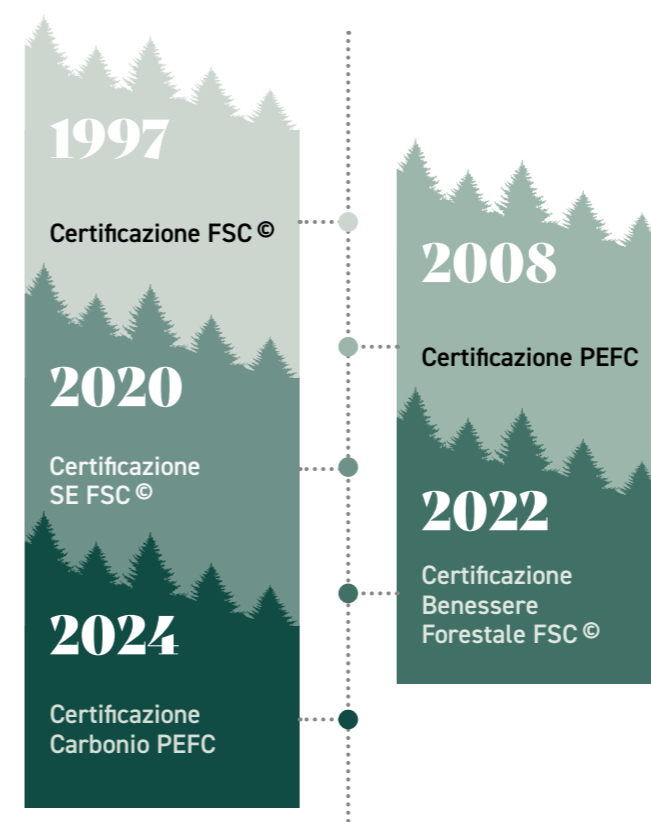 1997
Certificazione FSC ©
2008
Certificazione PEFC
2020
Certificazione
SE FSC ©
2022
Certificazione
Benessere
Forestale FSC ©
2024
Certificazione
Carbonio PEFC